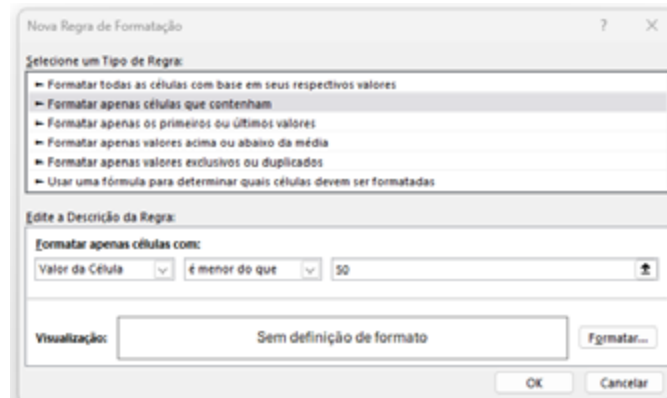 Nova Regra de Formatação ? ×
Selecione um Tipo de Regra:
► Formatar todas as células com base em seus respectivos valores
► Formatar apenas células que contenham
► Formatar apenas os primeiros ou últimos valores
► Formatar apenas valores acima ou abaixo da média
► Formatar apenas valores exclusivos ou duplicados
► Usar uma fórmula para determinar quais células devem ser formatadas
Edite a Descrição da Regra:
Formatar apenas células com:
Valor da Célula é menor do que 50
Visualização: Sem definição de formato Formatar...
OK Cancelar